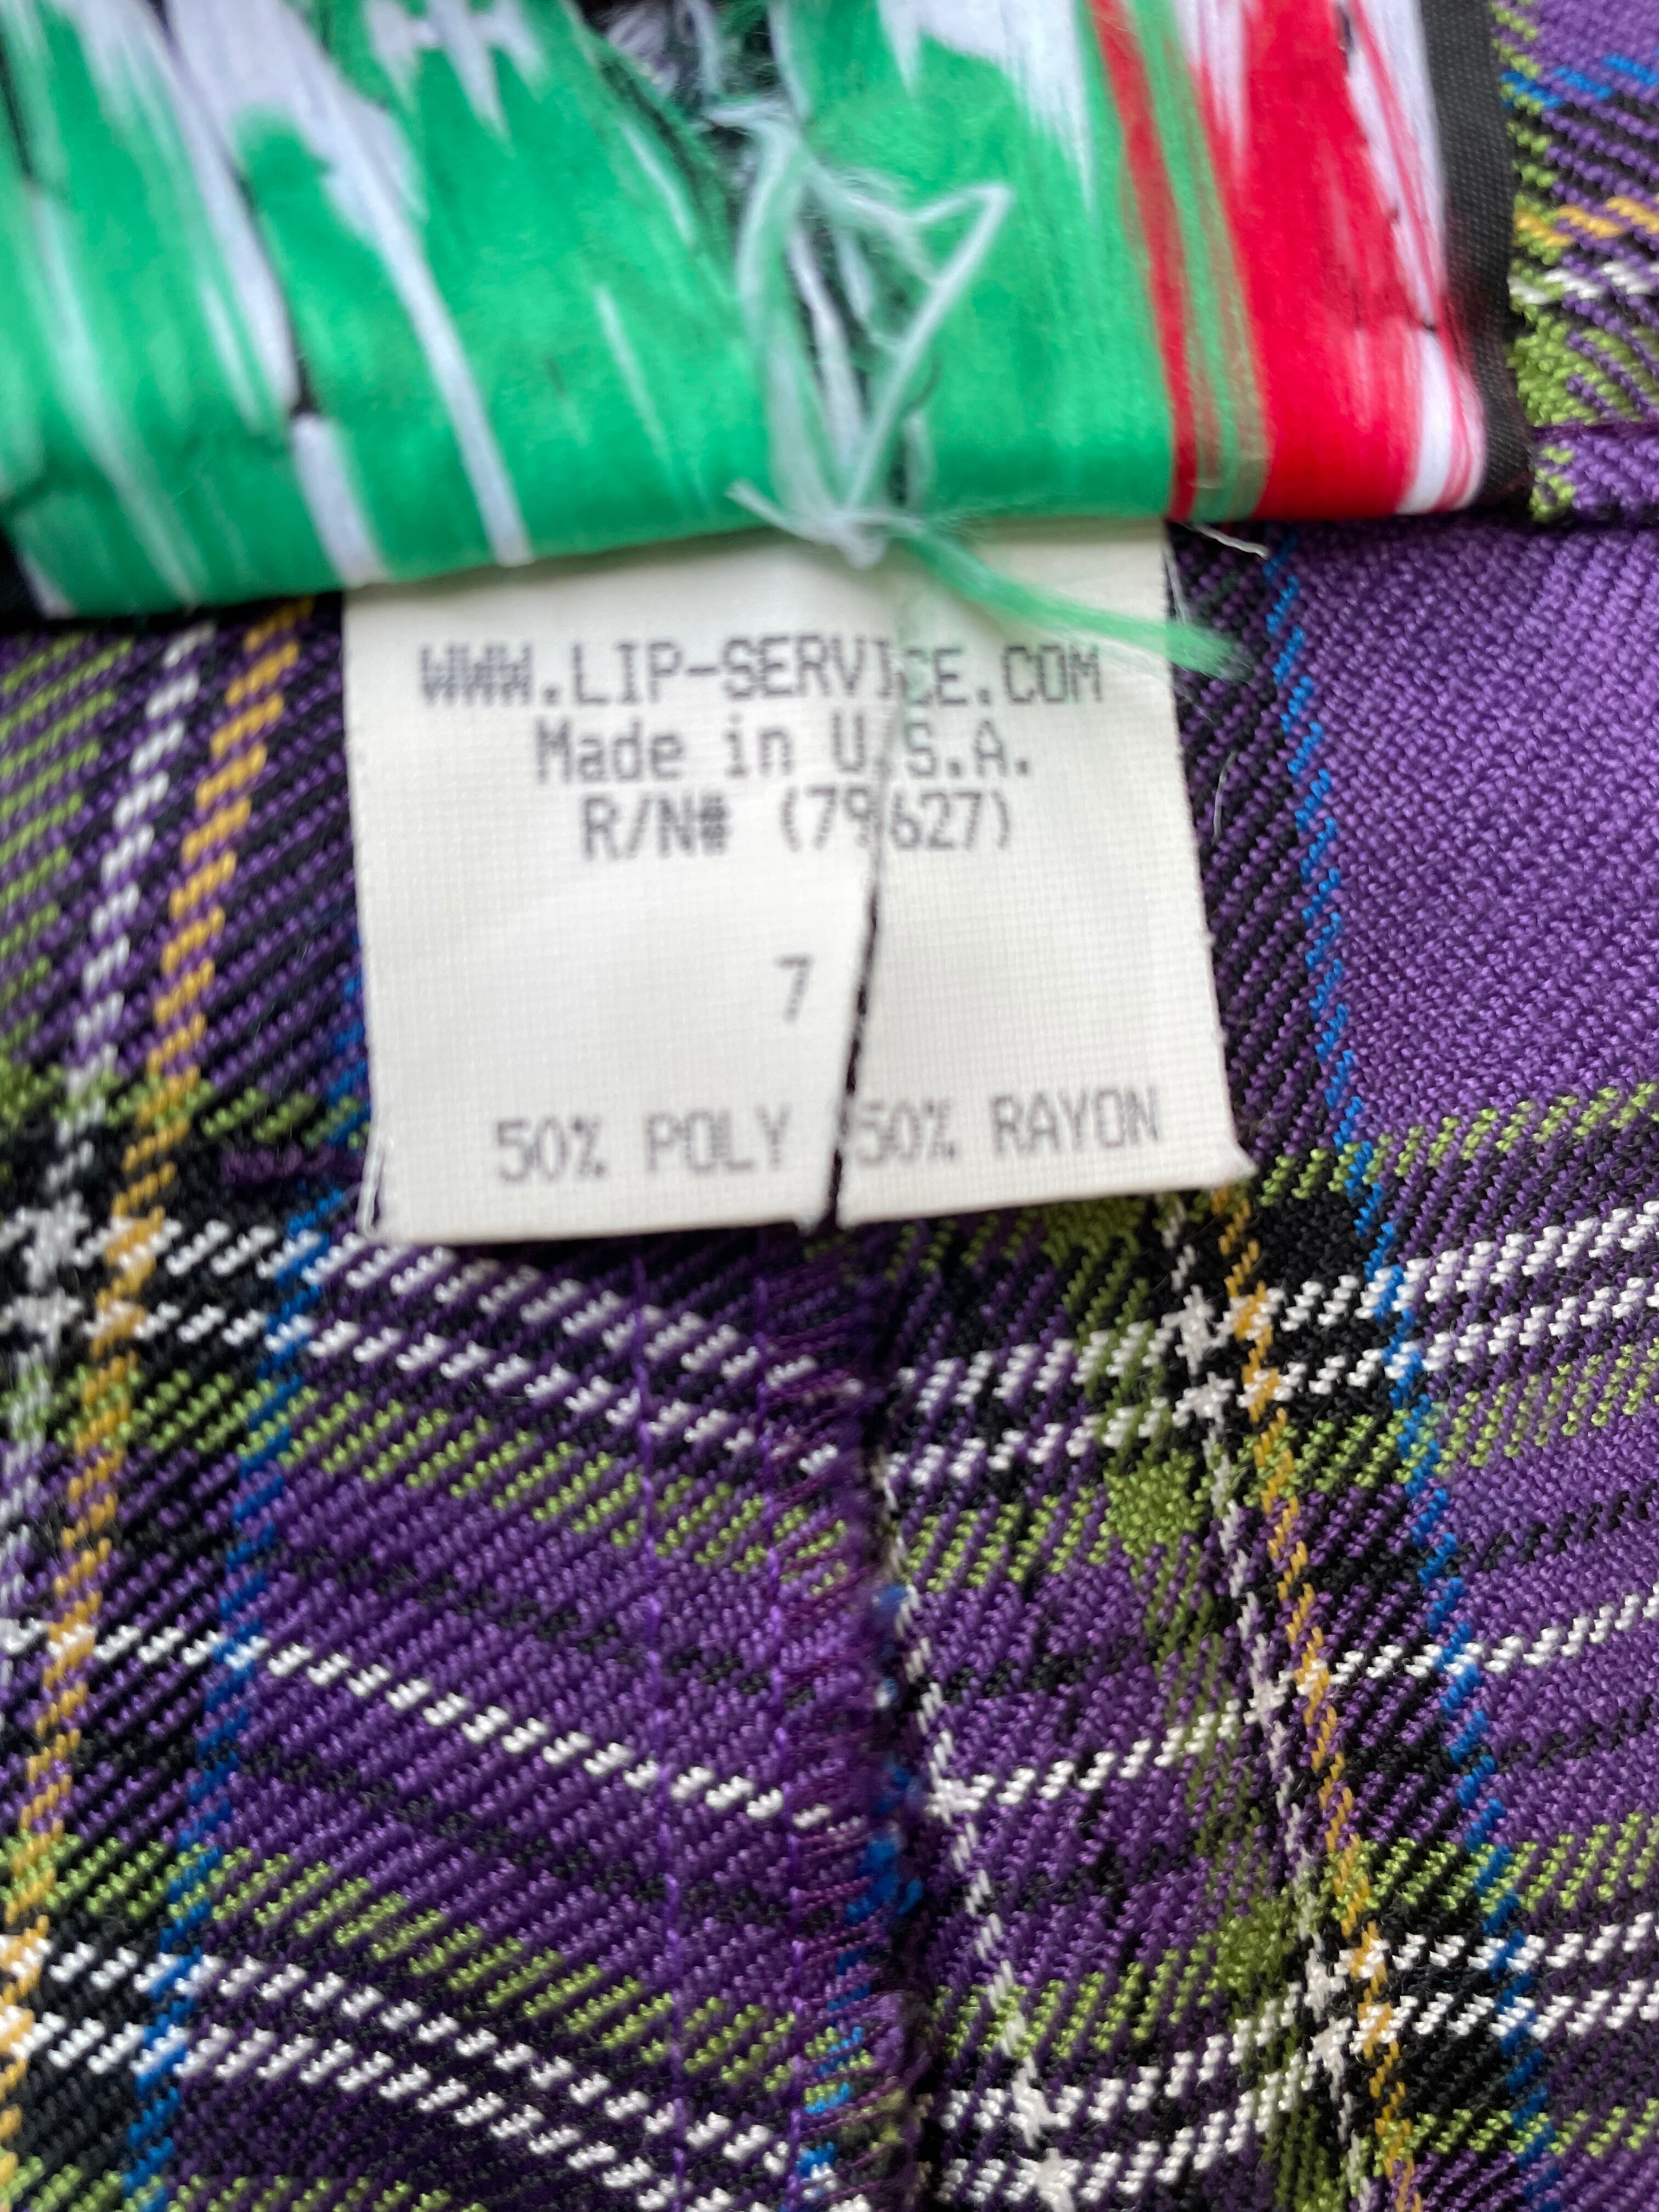 WWW.LIP-SERVICE.COM
Made in U.S.A.
R/N# (79627)
7
50% POLY 50% RAYON